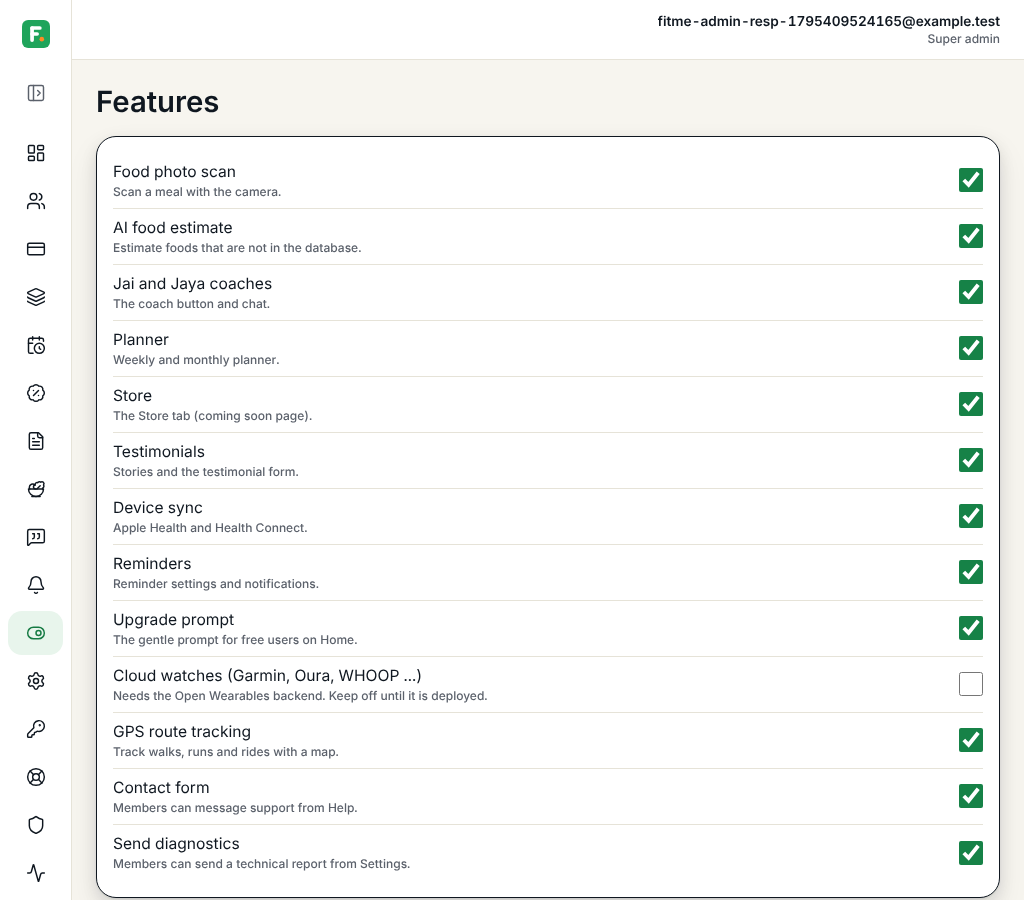 F.
fitme-admin-resp-1795409524165@example.test
Super admin
Features
Food photo scan
Scan a meal with the camera.
AI food estimate
Estimate foods that are not in the database.
Jai and Jaya coaches
The coach button and chat.
Planner
Weekly and monthly planner.
Store
The Store tab (coming soon page).
Testimonials
Stories and the testimonial form.
Device sync
Apple Health and Health Connect.
Reminders
Reminder settings and notifications.
Upgrade prompt
The gentle prompt for free users on Home.
Cloud watches (Garmin, Oura, WHOOP ...)
Needs the Open Wearables backend. Keep off until it is deployed.
GPS route tracking
Track walks, runs and rides with a map.
Contact form
Members can message support from Help.
Send diagnostics
Members can send a technical report from Settings.